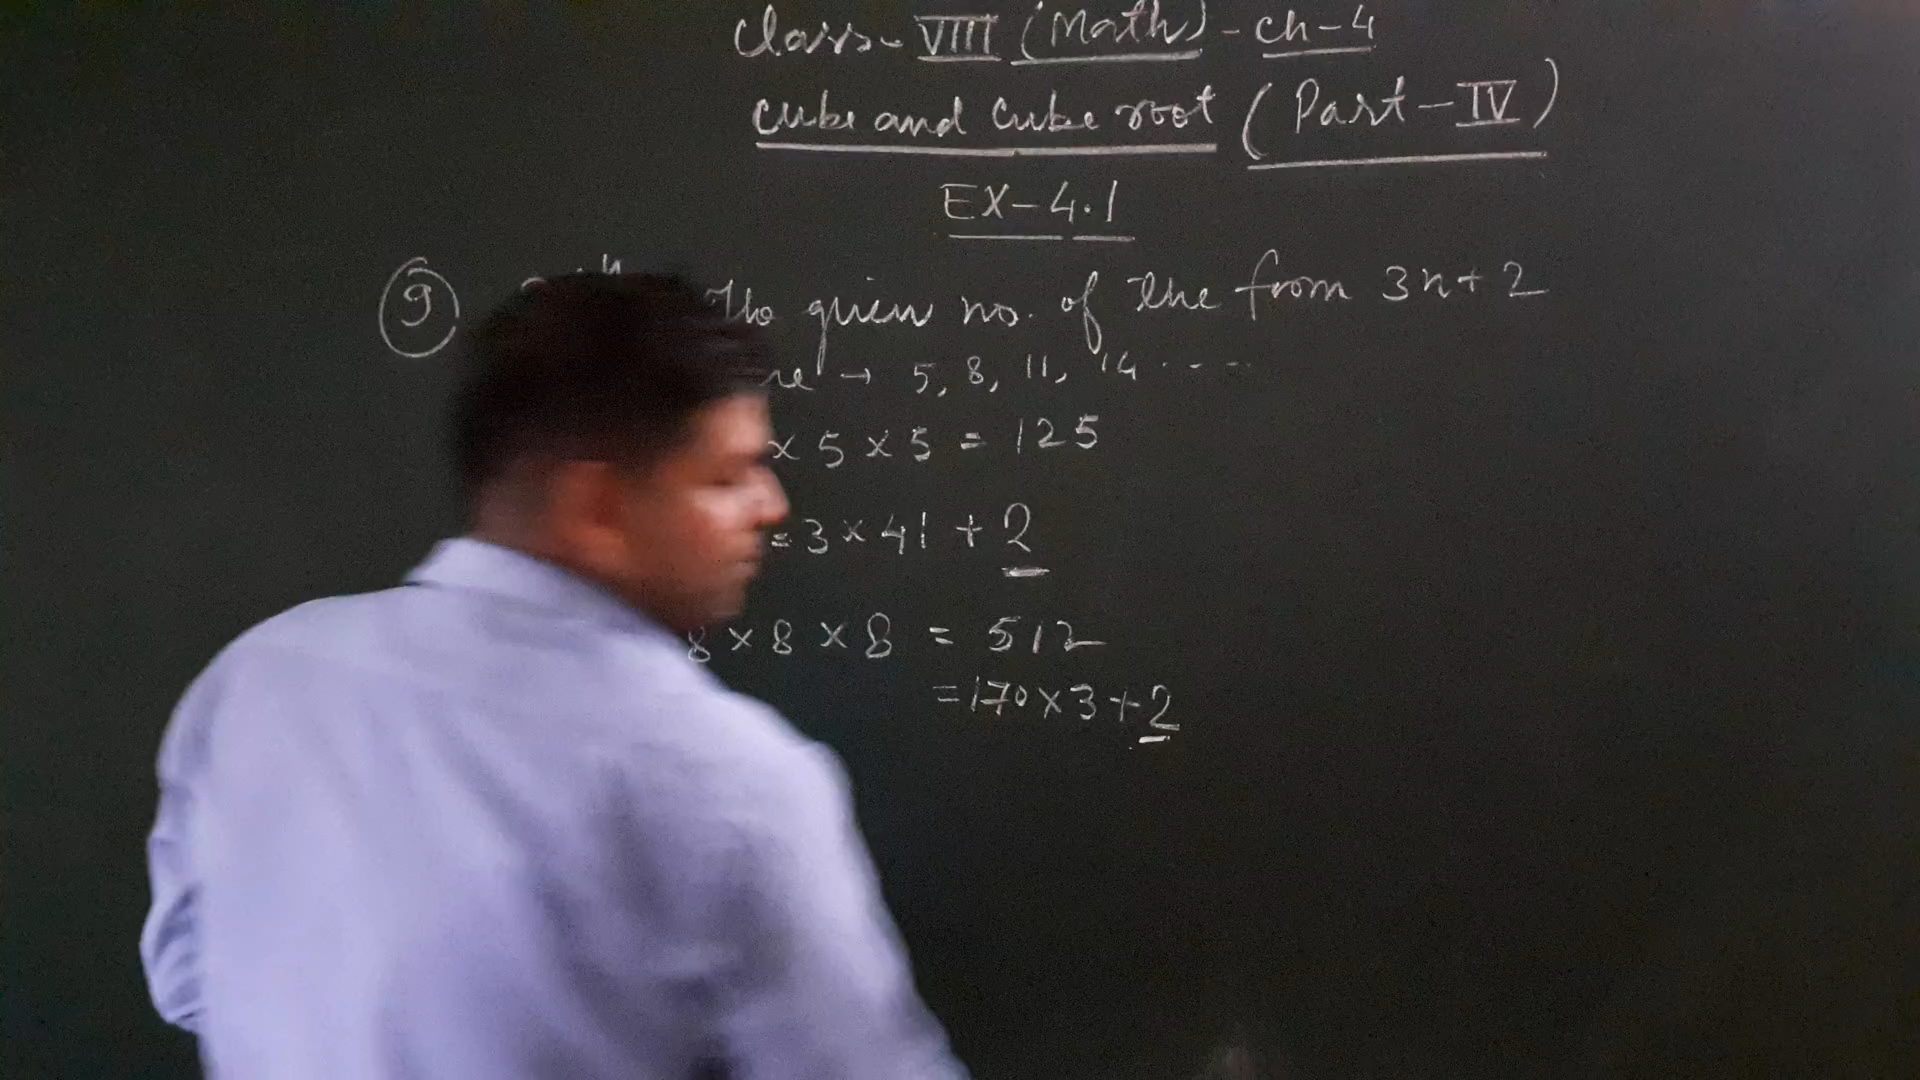 Class-VIII (Math)-ch-4
cube and cube root (Part-IV)
EX-4.1
9 The given no. of the from 3n+2
→ 5, 8, 11, 14 ....
× 5 × 5 = 125
= 3 × 41 + 2
8 × 8 × 8 = 512
= 170 × 3 + 2